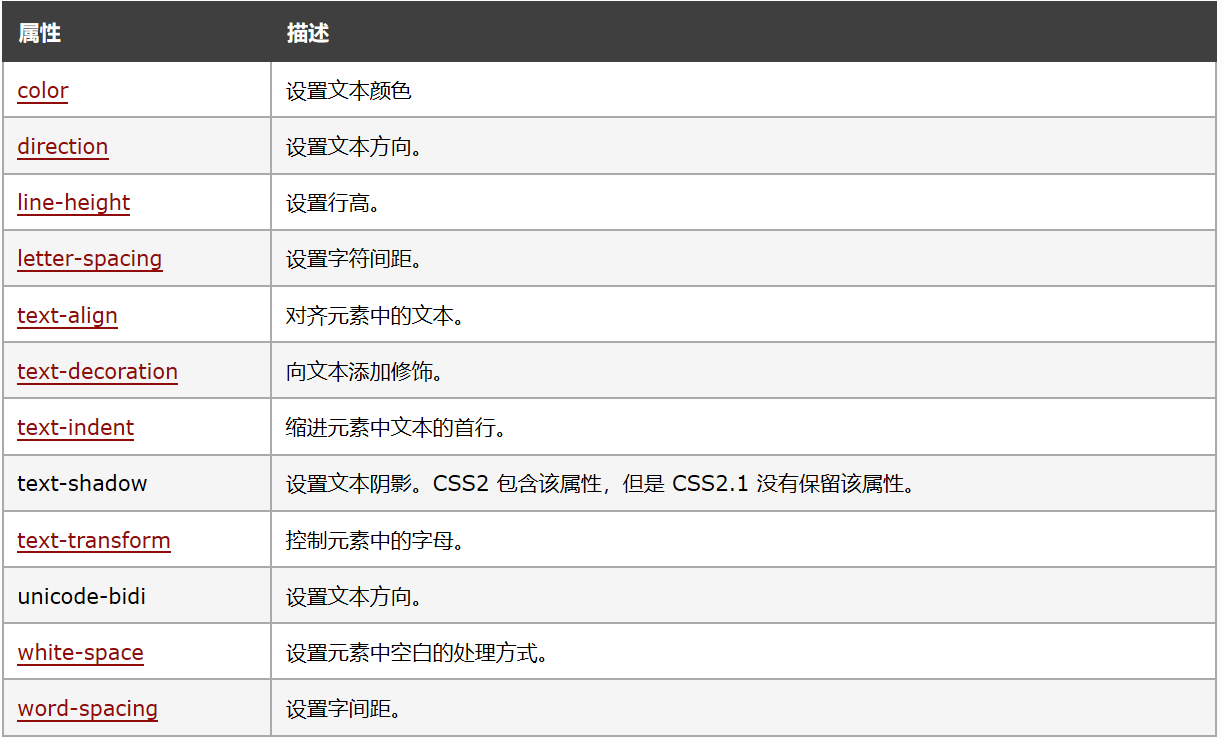 属性 描述
color 设置文本颜色
direction 设置文本方向。
line-height 设置行高。
letter-spacing 设置字符间距。
text-align 对齐元素中的文本。
text-decoration 向文本添加修饰。
text-indent 缩进元素中文本的首行。
text-shadow 设置文本阴影。CSS2 包含该属性，但是 CSS2.1 没有保留该属性。
text-transform 控制元素中的字母。
unicode-bidi 设置文本方向。
white-space 设置元素中空白的处理方式。
word-spacing 设置字间距。